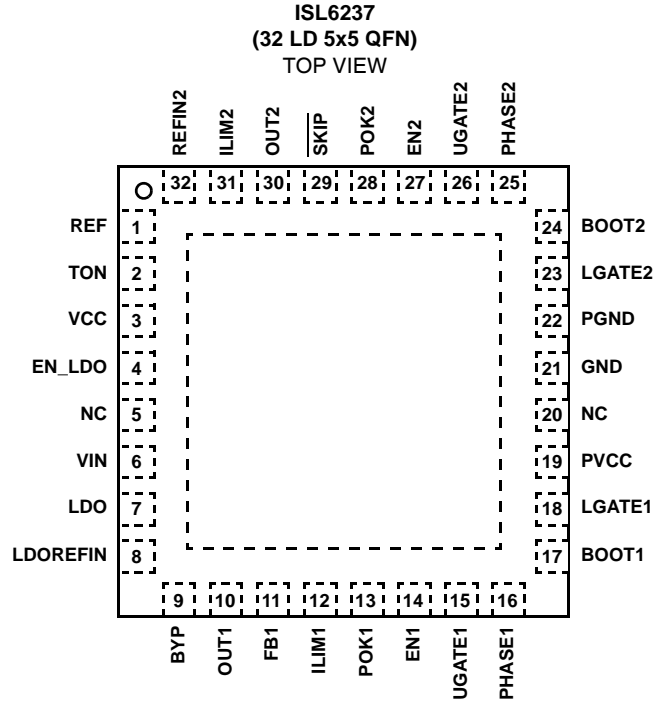 ISL6237
(32 LD 5x5 QFN)
TOP VIEW
REFIN2
ILIM2
OUT2
SKIP
POK2
EN2
UGATE2
PHASE2
32 31 30 29 28 27 26 25
REF 1
TON 2
VCC 3
EN_LDO 4
NC 5
VIN 6
LDO 7
LDOREFIN 8
24 BOOT2
23 LGATE2
22 PGND
21 GND
20 NC
19 PVCC
18 LGATE1
17 BOOT1
9 10 11 12 13 14 15 16
BYP
OUT1
FB1
ILIM1
POK1
EN1
UGATE1
PHASE1